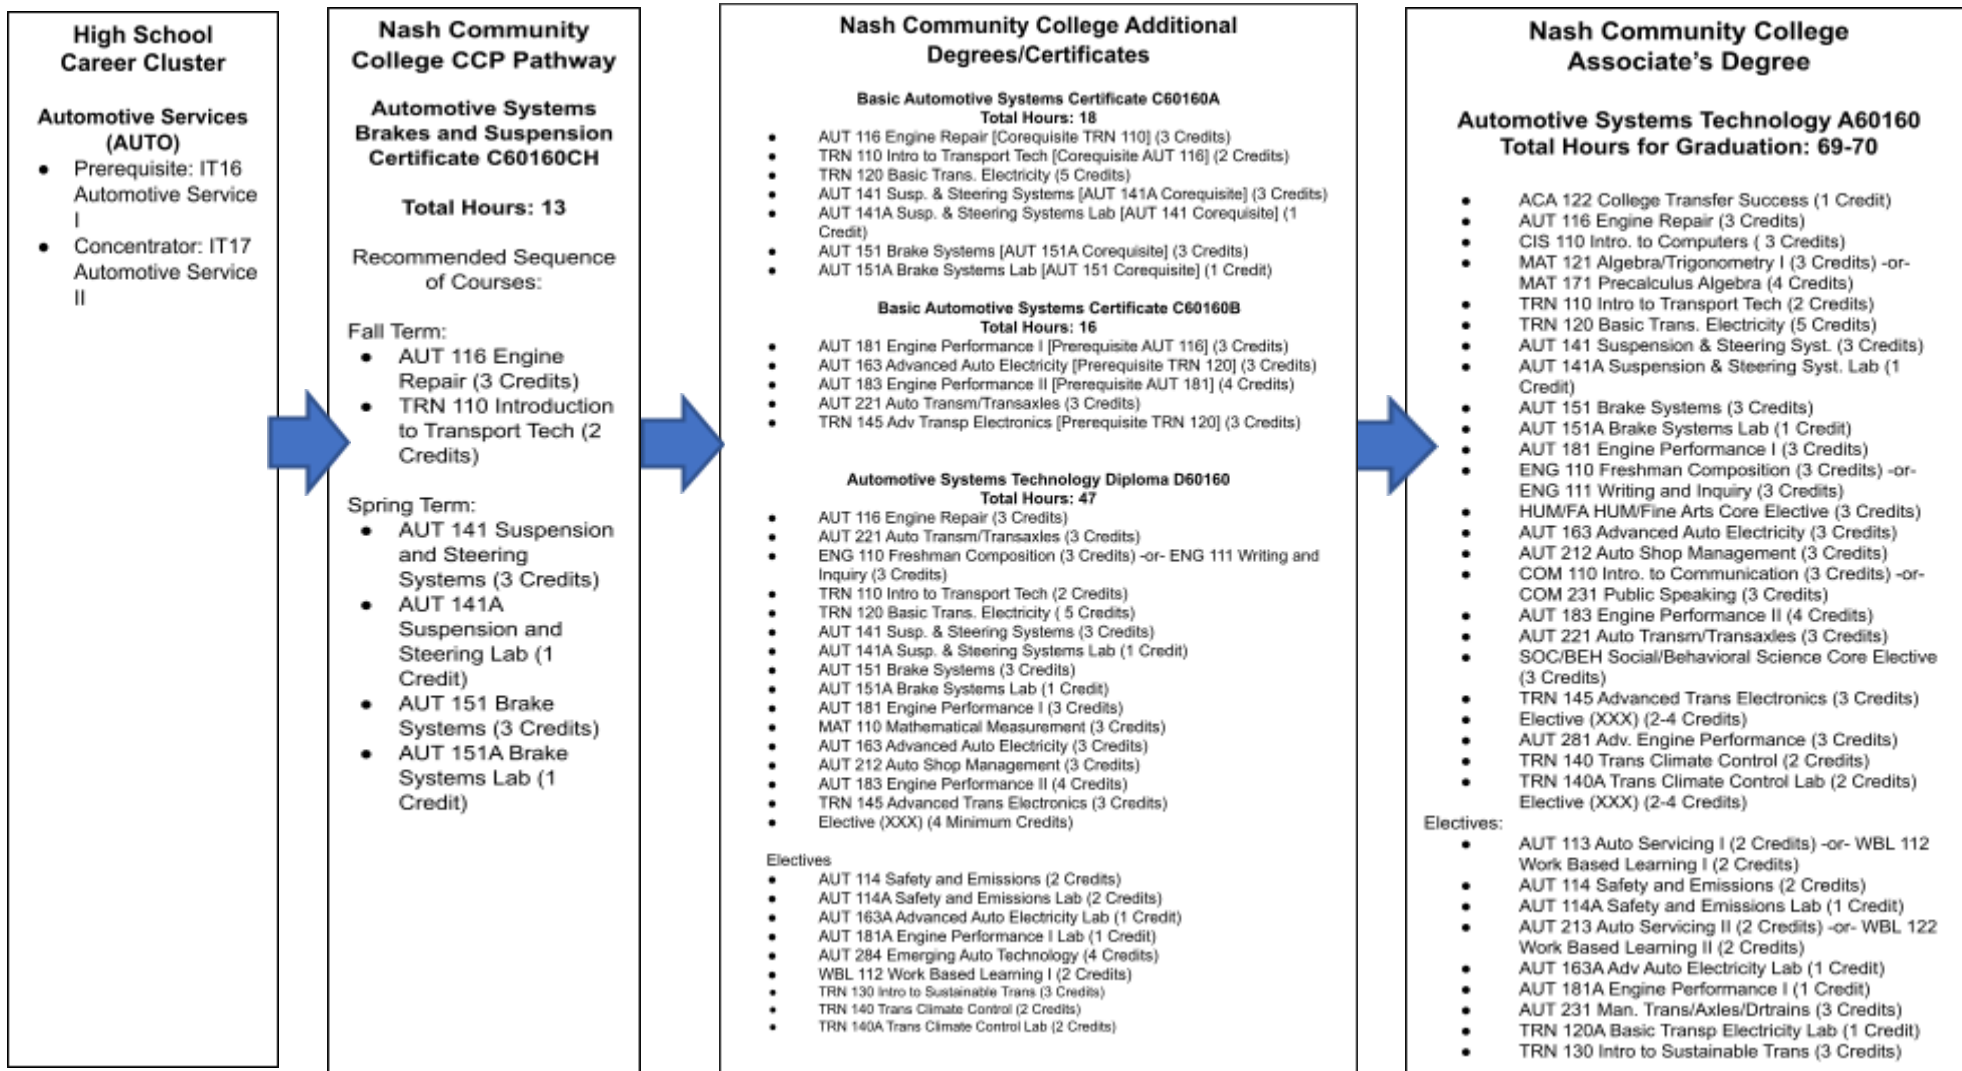 High School
Career Cluster
Automotive Services
(AUTO)
● Prerequisite: IT16
Automotive Service
I
● Concentrator: IT17
Automotive Service
II
Nash Community
College CCP Pathway
Automotive Systems
Brakes and Suspension
Certificate C60160CH
Total Hours: 13
Recommended Sequence
of Courses:
Fall Term:
● AUT 116 Engine
Repair (3 Credits)
● TRN 110 Introduction
to Transport Tech (2
Credits)
Spring Term:
● AUT 141 Suspension
and Steering
Systems (3 Credits)
● AUT 141A
Suspension and
Steering Lab (1
Credit)
● AUT 151 Brake
Systems (3 Credits)
● AUT 151A Brake
Systems Lab (1
Credit)
Nash Community College Additional
Degrees/Certificates
Basic Automotive Systems Certificate C60160A
Total Hours: 18
● AUT 116 Engine Repair [Corequisite TRN 110] (3 Credits)
● TRN 110 Intro to Transport Tech [Corequisite AUT 116] (2 Credits)
● TRN 120 Basic Trans. Electricity (5 Credits)
● AUT 141 Susp. & Steering Systems [AUT 141A Corequisite] (3 Credits)
● AUT 141A Susp. & Steering Systems Lab [AUT 141 Corequisite] (1
Credit)
● AUT 151 Brake Systems [AUT 151A Corequisite] (3 Credits)
● AUT 151A Brake Systems Lab [AUT 151 Corequisite] (1 Credit)
Basic Automotive Systems Certificate C60160B
Total Hours: 16
● AUT 181 Engine Performance I [Prerequisite AUT 116] (3 Credits)
● AUT 163 Advanced Auto Electricity [Prerequisite TRN 120] (3 Credits)
● AUT 183 Engine Performance II [Prerequisite AUT 181] (4 Credits)
● AUT 221 Auto Transm/Transaxles (3 Credits)
● TRN 145 Adv Transp Electronics [Prerequisite TRN 120] (3 Credits)
Automotive Systems Technology Diploma D60160
Total Hours: 47
● AUT 116 Engine Repair (3 Credits)
● AUT 221 Auto Transm/Transaxles (3 Credits)
● ENG 110 Freshman Composition (3 Credits) -or- ENG 111 Writing and
Inquiry (3 Credits)
● TRN 110 Intro to Transport Tech (2 Credits)
● TRN 120 Basic Trans. Electricity ( 5 Credits)
● AUT 141 Susp. & Steering Systems (3 Credits)
● AUT 141A Susp. & Steering Systems Lab (1 Credit)
● AUT 151 Brake Systems (3 Credits)
● AUT 151A Brake Systems Lab (1 Credit)
● AUT 181 Engine Performance I (3 Credits)
● MAT 110 Mathematical Measurement (3 Credits)
● AUT 163 Advanced Auto Electricity (3 Credits)
● AUT 212 Auto Shop Management (3 Credits)
● AUT 183 Engine Performance II (4 Credits)
● TRN 145 Advanced Trans Electronics (3 Credits)
● Elective (XXX) (4 Minimum Credits)
Electives
● AUT 114 Safety and Emissions (2 Credits)
● AUT 114A Safety and Emissions Lab (2 Credits)
● AUT 163A Advanced Auto Electricity Lab (1 Credit)
● AUT 181A Engine Performance I Lab (1 Credit)
● AUT 284 Emerging Auto Technology (4 Credits)
● WBL 112 Work Based Learning I (2 Credits)
● TRN 130 Intro to Sustainable Trans (3 Credits)
● TRN 140 Trans Climate Control (2 Credits)
● TRN 140A Trans Climate Control Lab (2 Credits)
Nash Community College
Associate's Degree
Automotive Systems Technology A60160
Total Hours for Graduation: 69-70
● ACA 122 College Transfer Success (1 Credit)
● AUT 116 Engine Repair (3 Credits)
● CIS 110 Intro. to Computers ( 3 Credits)
● MAT 121 Algebra/Trigonometry I (3 Credits) -or-
MAT 171 Precalculus Algebra (4 Credits)
● TRN 110 Intro to Transport Tech (2 Credits)
● TRN 120 Basic Trans. Electricity (5 Credits)
● AUT 141 Suspension & Steering Syst. (3 Credits)
● AUT 141A Suspension & Steering Syst. Lab (1
Credit)
● AUT 151 Brake Systems (3 Credits)
● AUT 151A Brake Systems Lab (1 Credit)
● AUT 181 Engine Performance I (3 Credits)
● ENG 110 Freshman Composition (3 Credits) -or-
ENG 111 Writing and Inquiry (3 Credits)
● HUM/FA HUM/Fine Arts Core Elective (3 Credits)
● AUT 163 Advanced Auto Electricity (3 Credits)
● AUT 212 Auto Shop Management (3 Credits)
● COM 110 Intro. to Communication (3 Credits) -or-
COM 231 Public Speaking (3 Credits)
● AUT 183 Engine Performance II (4 Credits)
● AUT 221 Auto Transm/Transaxles (3 Credits)
● SOC/BEH Social/Behavioral Science Core Elective
(3 Credits)
● TRN 145 Advanced Trans Electronics (3 Credits)
● Elective (XXX) (2-4 Credits)
● AUT 281 Adv. Engine Performance (3 Credits)
● TRN 140 Trans Climate Control (2 Credits)
● TRN 140A Trans Climate Control Lab (2 Credits)
Elective (XXX) (2-4 Credits)
Electives:
● AUT 113 Auto Servicing I (2 Credits) -or- WBL 112
Work Based Learning I (2 Credits)
● AUT 114 Safety and Emissions (2 Credits)
● AUT 114A Safety and Emissions Lab (1 Credit)
● AUT 213 Auto Servicing II (2 Credits) -or- WBL 122
Work Based Learning II (2 Credits)
● AUT 163A Adv Auto Electricity Lab (1 Credit)
● AUT 181A Engine Performance I (1 Credit)
● AUT 231 Man. Trans/Axles/Drtrains (3 Credits)
● TRN 120A Basic Transp Electricity Lab (1 Credit)
● TRN 130 Intro to Sustainable Trans (3 Credits)